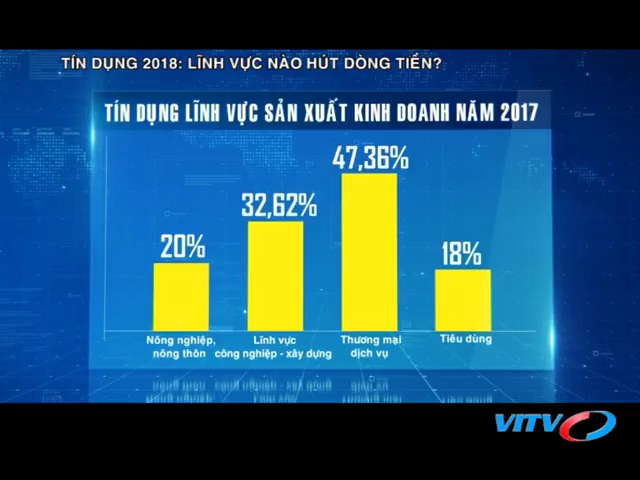 TÍN DỤNG 2018: LĨNH VỰC NÀO HÚT DÒNG TIỀN?
TÍN DỤNG LĨNH VỰC SẢN XUẤT KINH DOANH NĂM 2017
47,36%
32,62%
20%
18%
Nông nghiệp,
nông thôn
Lĩnh vực
công nghiệp - xây dựng
Thương mại
dịch vụ
Tiêu dùng
VITV